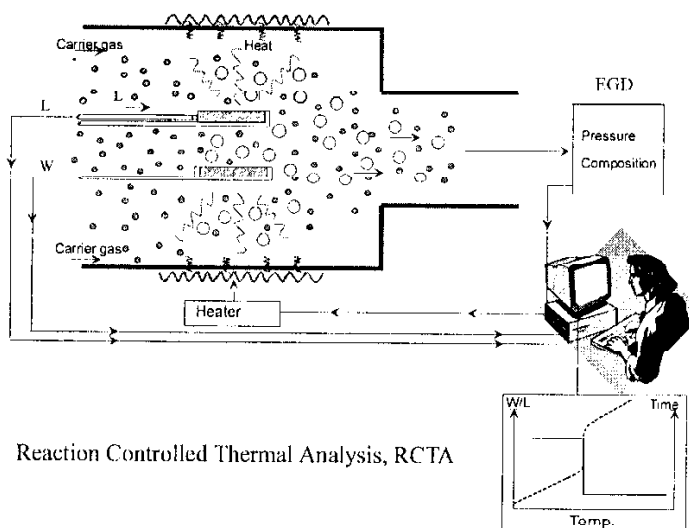 Carrier gas
Heat
L
L
EGD
Pressure
Composition
W
Carrier gas
Heater
W/L
Time
Temp.
Reaction Controlled Thermal Analysis, RCTA